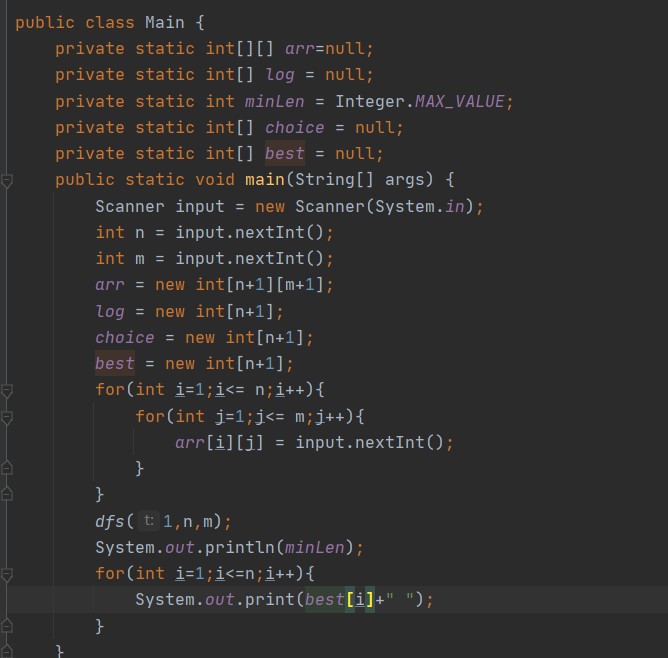 public class Main {
    private static int[][] arr=null;
    private static int[] log = null;
    private static int minLen = Integer.MAX_VALUE;
    private static int[] choice = null;
    private static int[] best = null;
    public static void main(String[] args) {
        Scanner input = new Scanner(System.in);
        int n = input.nextInt();
        int m = input.nextInt();
        arr = new int[n+1][m+1];
        log = new int[n+1];
        choice = new int[n+1];
        best = new int[n+1];
        for(int i=1;i<= n;i++){
            for(int j=1;j<= m;j++){
                arr[i][j] = input.nextInt();
            }
        }
        dfs( t: 1,n,m);
        System.out.println(minLen);
        for(int i=1;i<=n;i++){
            System.out.print(best[i]+" ");
        }
    }